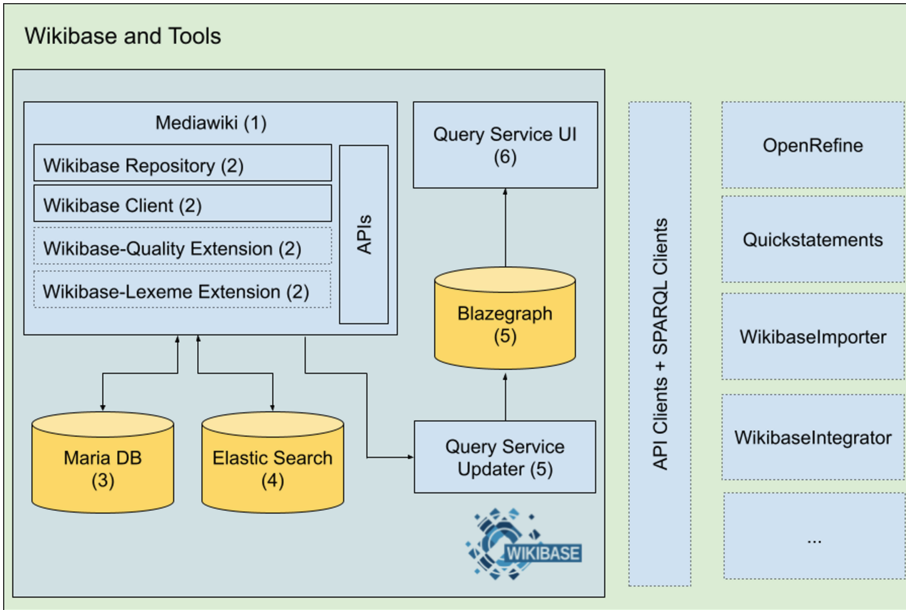 Wikibase and Tools
Mediawiki (1)
Wikibase Repository (2)
Wikibase Client (2)
Wikibase-Quality Extension (2)
Wikibase-Lexeme Extension (2)
APIs
Query Service UI
(6)
Blazegraph
(5)
Maria DB
(3)
Elastic Search
(4)
Query Service
Updater (5)
WIKIBASE
API Clients + SPARQL Clients
OpenRefine
Quickstatements
WikibaseImporter
WikibaseIntegrator
...